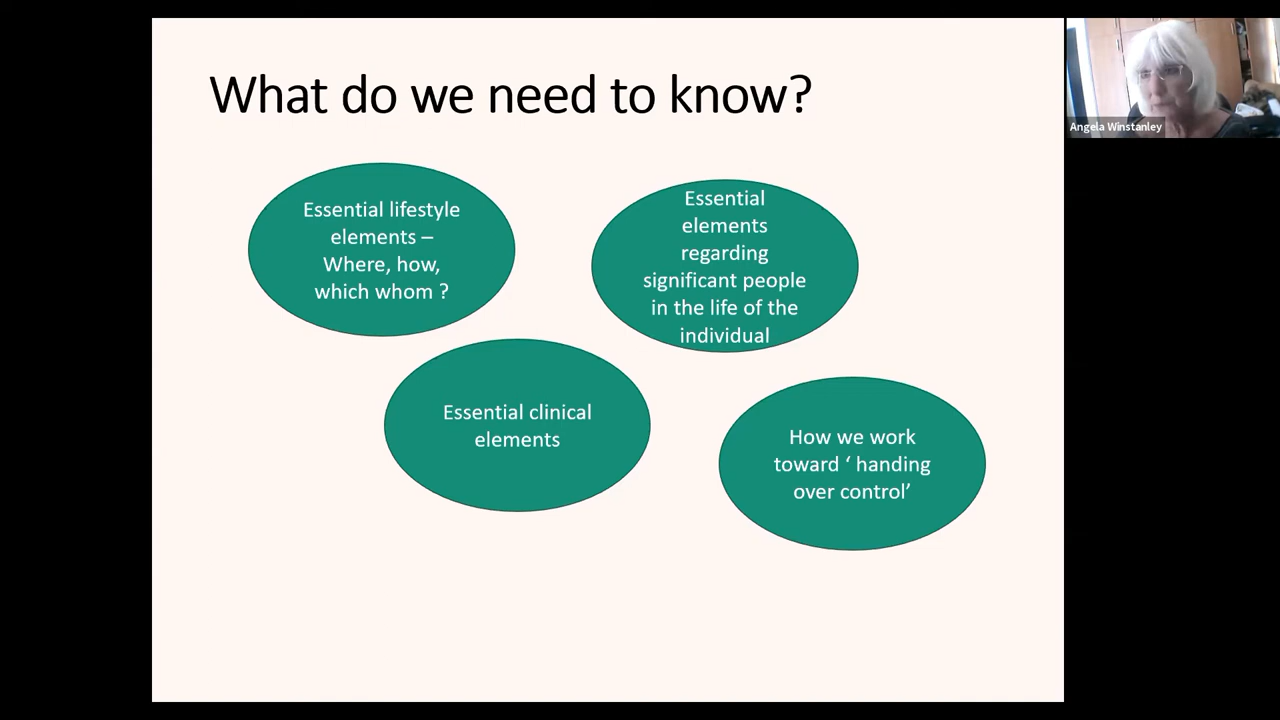 What do we need to know?
Angela Winstanley
Essential lifestyle
elements –
Where, how,
which whom ?
Essential
elements
regarding
significant people
in the life of the
individual
Essential clinical
elements
How we work
toward ‘ handing
over control’